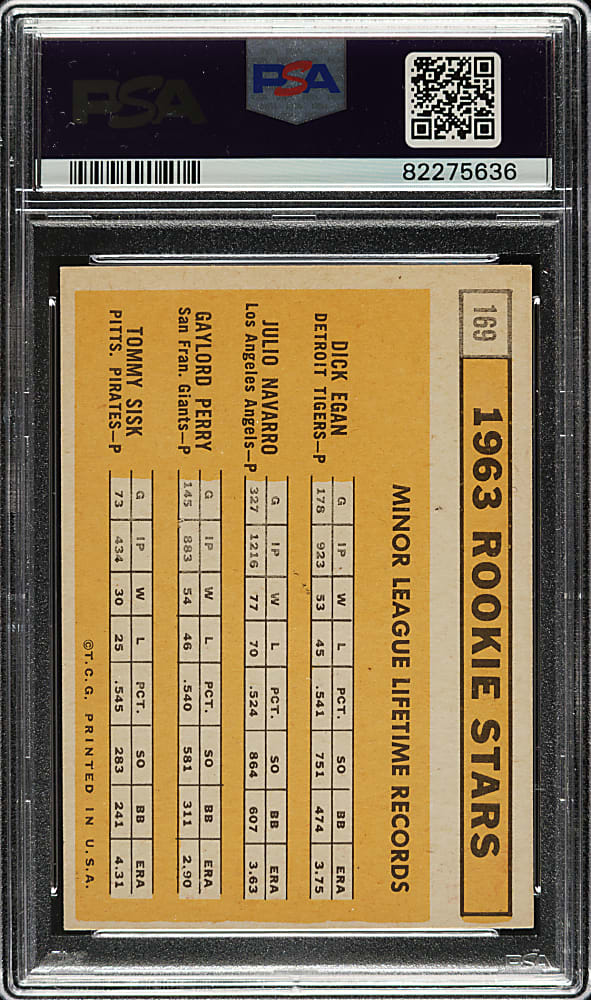 PSA
PSA
82275636
169
1963 ROOKIE STARS
MINOR LEAGUE LIFETIME RECORDS
DICK EGAN
DETROIT TIGERS—P
G IP. W L PCT. SO BB ERA
178 923 53 45 .541 751 474 3.75
JULIO NAVARRO
Los Angeles Angels—P
G IP W L PCT. SO BB ERA
327 1216 77 70 .524 864 607 3.63
GAYLORD PERRY
San Fran. Giants—P
G IP W L PCT. SO BB ERA
145 883 54 46 .540 581 311 2.90
TOMMY SISK
PITTS. PIRATES—P
G IP W L PCT. SO BB ERA
73 434 30 25 .545 283 241 4.31
©T.C.G. PRINTED IN U.S.A.
PSA